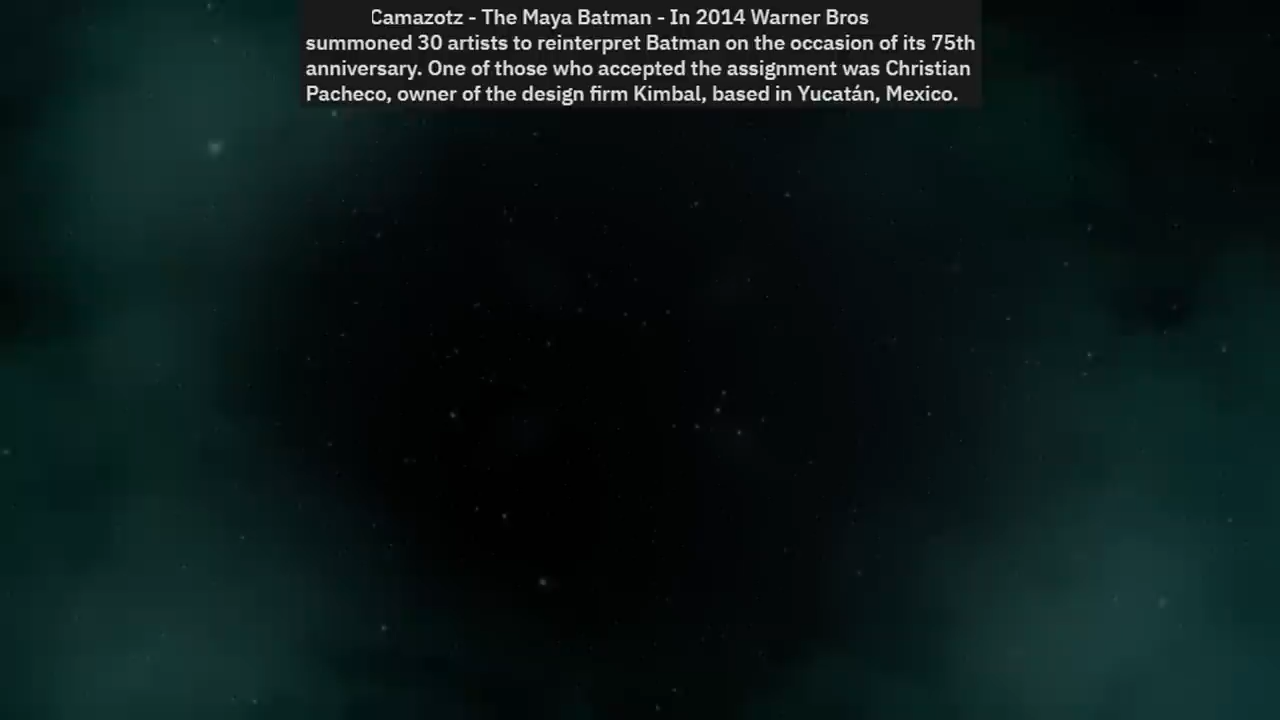 Camazotz - The Maya Batman - In 2014 Warner Bros
summoned 30 artists to reinterpret Batman on the occasion of its 75th
anniversary. One of those who accepted the assignment was Christian
Pacheco, owner of the design firm Kimbal, based in Yucatán, Mexico.